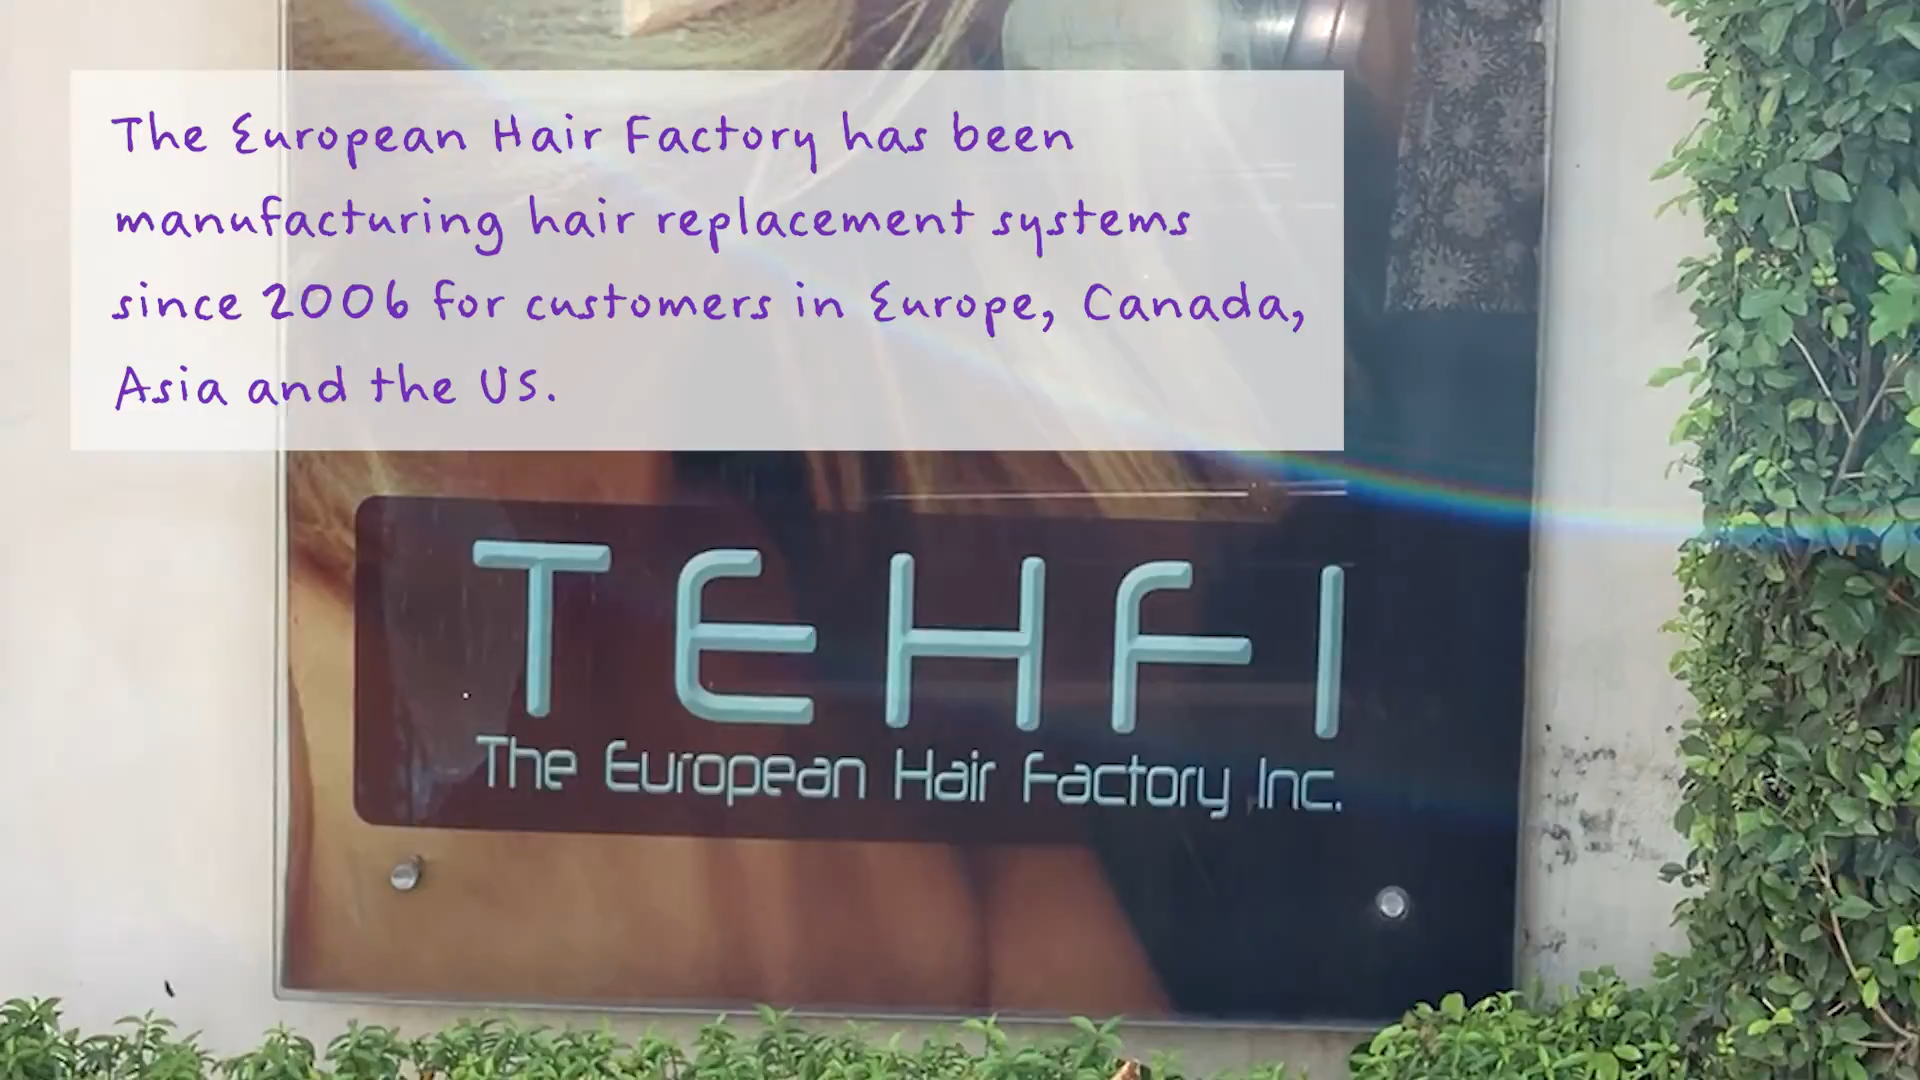 The European Hair Factory has been
manufacturing hair replacement systems
since 2006 for customers in Europe, Canada,
Asia and the US.
TEHFI
The European Hair Factory Inc.